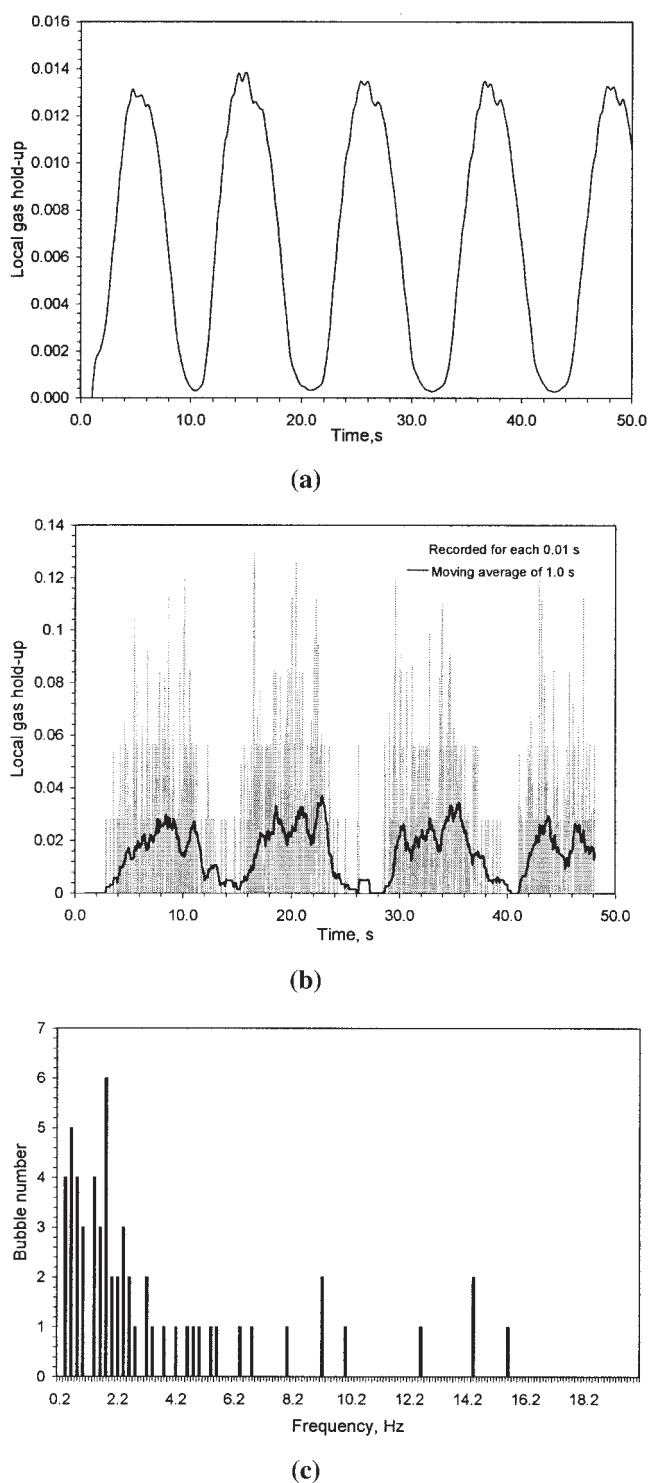 0.016
0.014
0.012
0.010
0.008
0.006
0.004
0.002
0.000
Local gas hold-up
0.0 10.0 20.0 30.0 40.0 50.0
Time,s
(a)
0.14
0.12
0.1
0.08
0.06
0.04
0.02
0
Local gas hold-up
Recorded for each 0.01 s
Moving average of 1.0 s
0.0 10.0 20.0 30.0 40.0 50.0
Time, s
(b)
7
6
5
4
3
2
1
0
Bubble number
0.2 2.2 4.2 6.2 8.2 10.2 12.2 14.2 16.2 18.2
Frequency, Hz
(c)